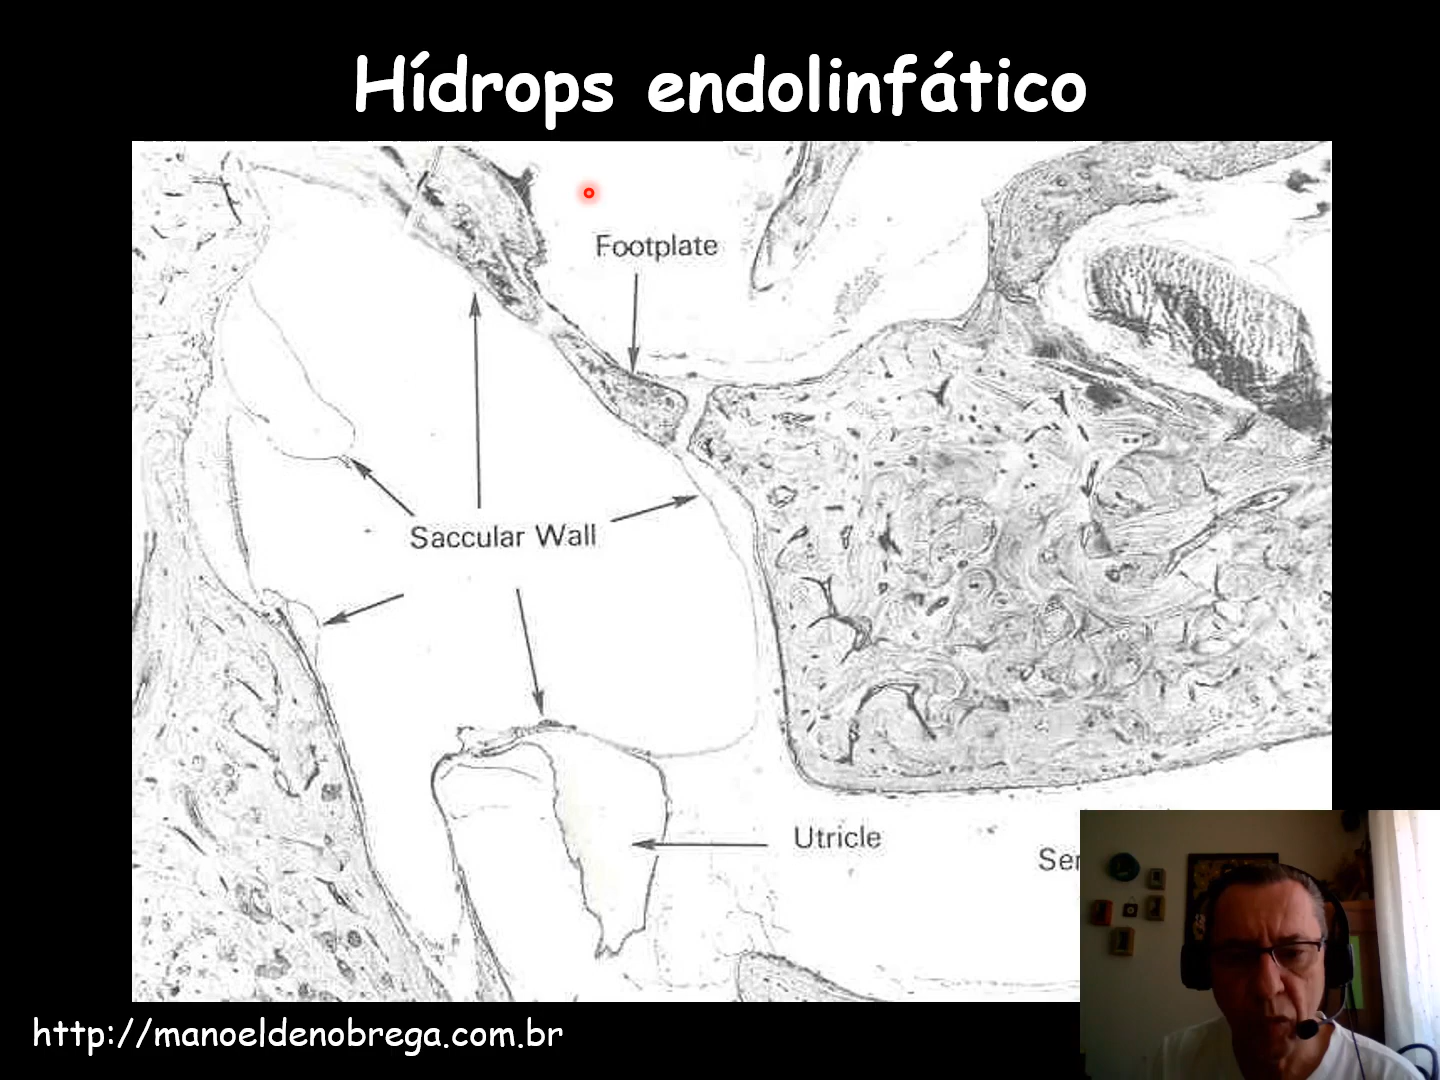 Hídrops endolinfático
Footplate
Saccular Wall
Utricle
http://manoeldenobrega.com.br